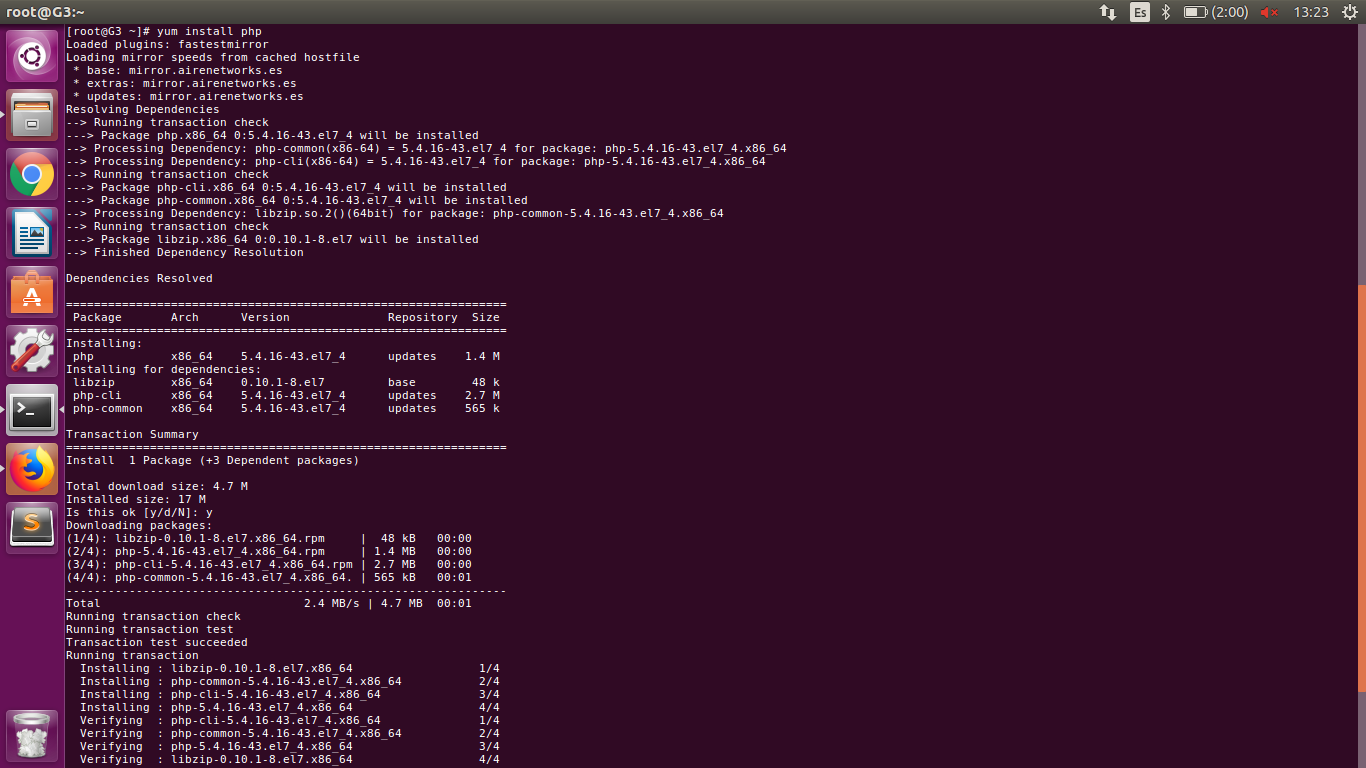 root@G3:~
Es (2:00) 13:23
[root@G3 ~]# yum install php
Loaded plugins: fastestmirror
Loading mirror speeds from cached hostfile
 * base: mirror.airenetworks.es
 * extras: mirror.airenetworks.es
 * updates: mirror.airenetworks.es
Resolving Dependencies
--> Running transaction check
---> Package php.x86_64 0:5.4.16-43.el7_4 will be installed
--> Processing Dependency: php-common(x86-64) = 5.4.16-43.el7_4 for package: php-5.4.16-43.el7_4.x86_64
--> Processing Dependency: php-cli(x86-64) = 5.4.16-43.el7_4 for package: php-5.4.16-43.el7_4.x86_64
--> Running transaction check
---> Package php-cli.x86_64 0:5.4.16-43.el7_4 will be installed
---> Package php-common.x86_64 0:5.4.16-43.el7_4 will be installed
--> Processing Dependency: libzip.so.2()(64bit) for package: php-common-5.4.16-43.el7_4.x86_64
--> Running transaction check
---> Package libzip.x86_64 0:0.10.1-8.el7 will be installed
--> Finished Dependency Resolution

Dependencies Resolved

===============================================================
 Package       Arch      Version              Repository  Size
===============================================================
Installing:
 php           x86_64    5.4.16-43.el7_4      updates    1.4 M
Installing for dependencies:
 libzip        x86_64    0.10.1-8.el7         base        48 k
 php-cli       x86_64    5.4.16-43.el7_4      updates    2.7 M
 php-common    x86_64    5.4.16-43.el7_4      updates    565 k

Transaction Summary
===============================================================
Install  1 Package (+3 Dependent packages)

Total download size: 4.7 M
Installed size: 17 M
Is this ok [y/d/N]: y
Downloading packages:
(1/4): libzip-0.10.1-8.el7.x86_64.rpm     |  48 kB   00:00
(2/4): php-5.4.16-43.el7_4.x86_64.rpm     | 1.4 MB   00:00
(3/4): php-cli-5.4.16-43.el7_4.x86_64.rpm | 2.7 MB   00:00
(4/4): php-common-5.4.16-43.el7_4.x86_64. | 565 kB   00:01
---------------------------------------------------------------
Total                             2.4 MB/s | 4.7 MB  00:01
Running transaction check
Running transaction test
Transaction test succeeded
Running transaction
  Installing : libzip-0.10.1-8.el7.x86_64                  1/4
  Installing : php-common-5.4.16-43.el7_4.x86_64           2/4
  Installing : php-cli-5.4.16-43.el7_4.x86_64              3/4
  Installing : php-5.4.16-43.el7_4.x86_64                  4/4
  Verifying  : php-cli-5.4.16-43.el7_4.x86_64              1/4
  Verifying  : php-common-5.4.16-43.el7_4.x86_64           2/4
  Verifying  : php-5.4.16-43.el7_4.x86_64                  3/4
  Verifying  : libzip-0.10.1-8.el7.x86_64                  4/4